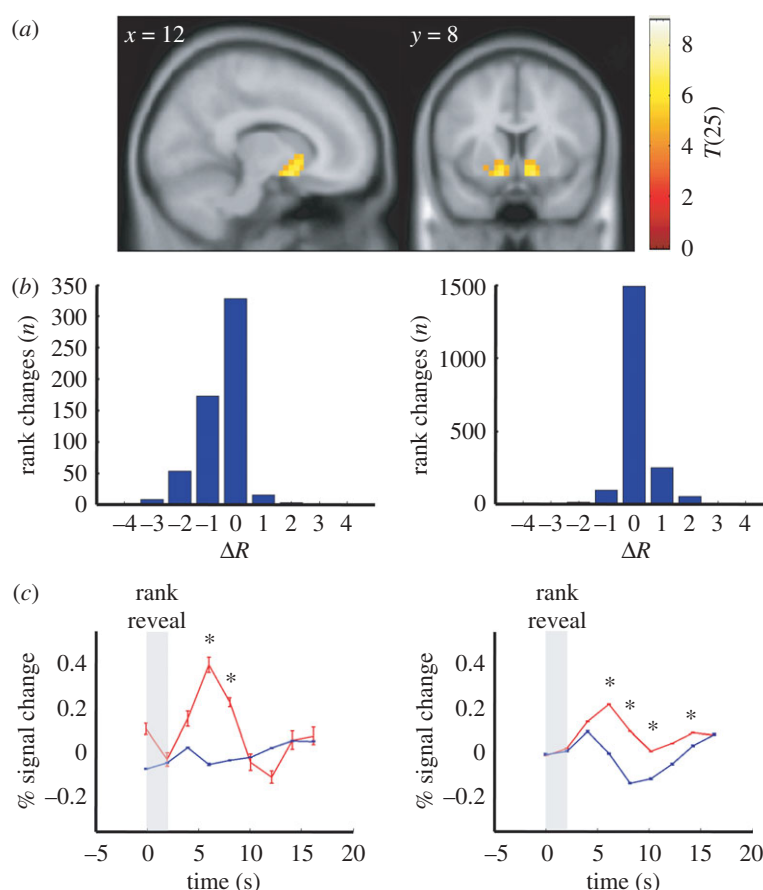 (a)
x = 12
y = 8
8
6
4
2
0
T(25)
(b)
350
300
250
200
150
100
50
0
rank changes (n)
−4 −3 −2 −1 0 1 2 3 4
ΔR
1500
1000
500
0
rank changes (n)
−4 −3 −2 −1 0 1 2 3 4
ΔR
(c)
rank
reveal
* *
0.4
0.2
0
−0.2
% signal change
−5 0 5 10 15 20
time (s)
rank
reveal
* * * *
0.4
0.2
0
−0.2
% signal change
−5 0 5 10 15 20
time (s)